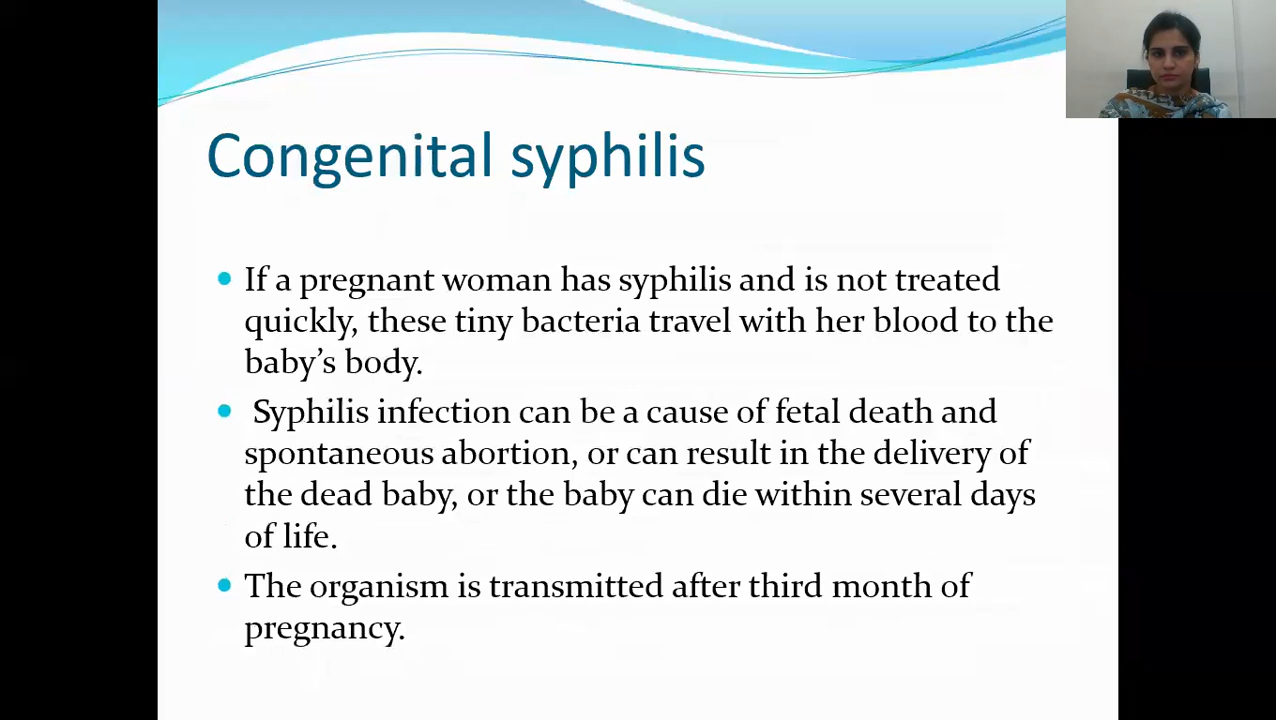 Congenital syphilis
• If a pregnant woman has syphilis and is not treated
quickly, these tiny bacteria travel with her blood to the
baby’s body.
• Syphilis infection can be a cause of fetal death and
spontaneous abortion, or can result in the delivery of
the dead baby, or the baby can die within several days
of life.
• The organism is transmitted after third month of
pregnancy.